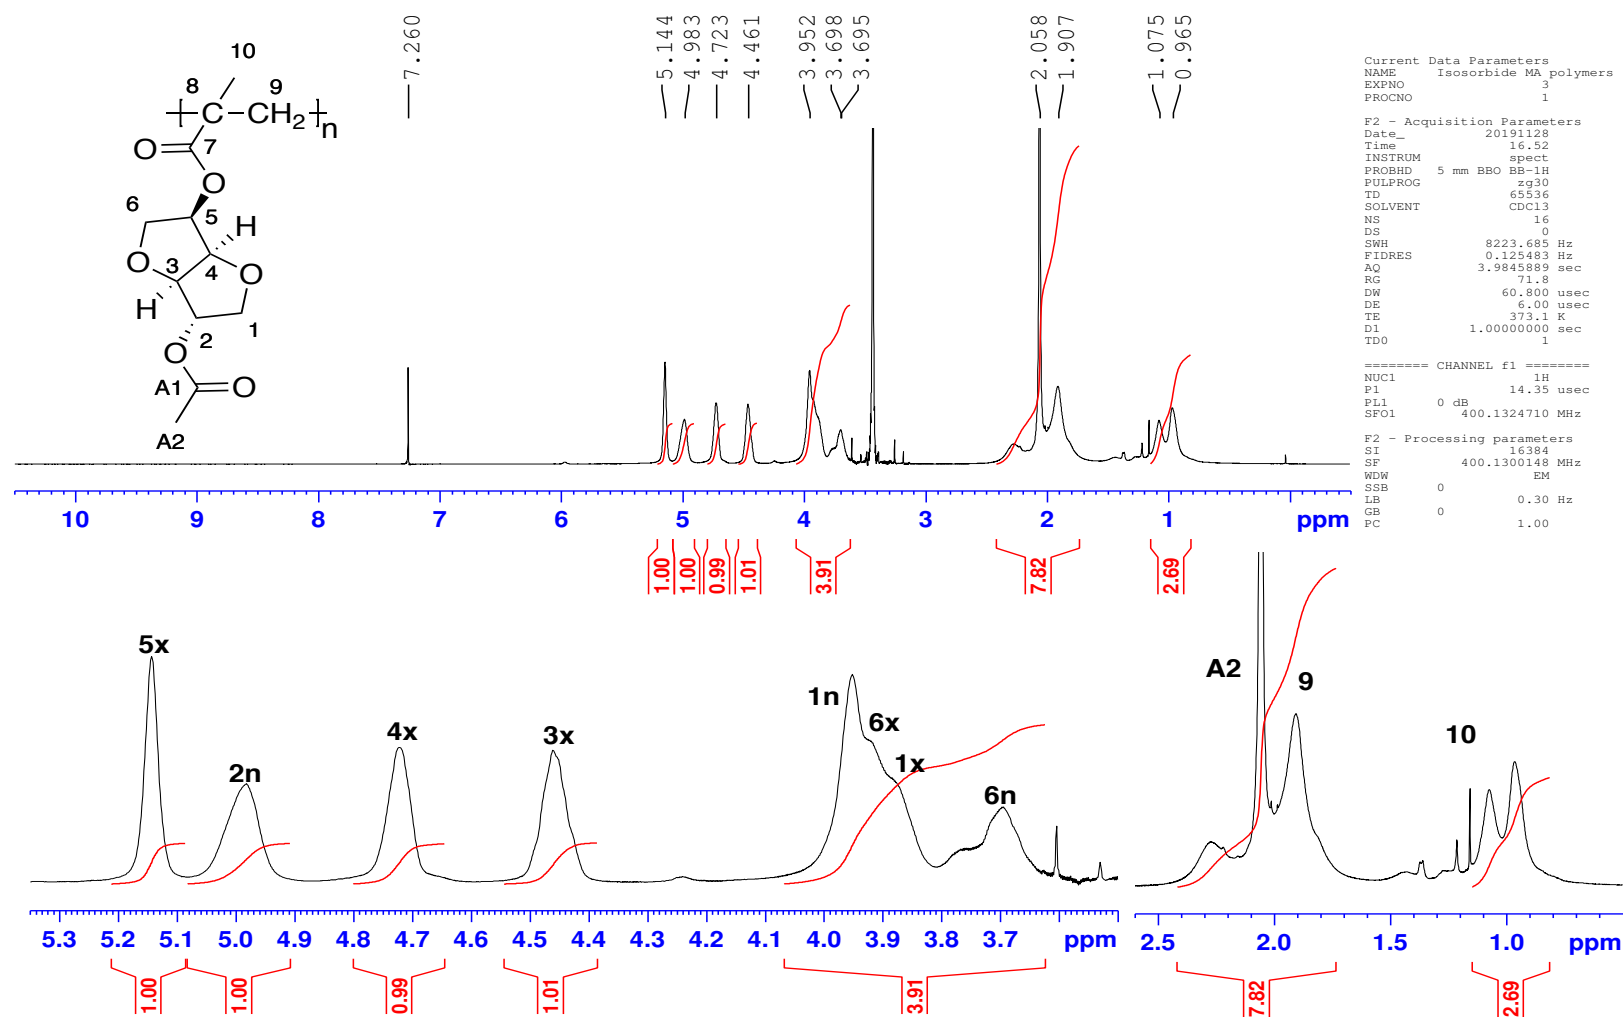 7.260
5.144
4.983
4.723
4.461
3.952
3.698
3.695
2.058
1.907
1.075
0.965
10
8
9
C
CH2
n
O
7
O
6
5
H
O
3
4
O
H
2
1
O
A1
O
A2
Current Data Parameters
NAME Isosorbide MA polymers
EXPNO 3
PROCNO 1
F2 - Acquisition Parameters
Date_ 20191128
Time 16.52
INSTRUM spect
PROBHD 5 mm BBO BB-1H
PULPROG zg30
TD 65536
SOLVENT CDCl3
NS 16
DS 0
SWH 8223.685 Hz
FIDRES 0.125483 Hz
AQ 3.9845889 sec
RG 71.8
DW 60.800 usec
DE 6.00 usec
TE 373.1 K
D1 1.00000000 sec
TD0 1
======== CHANNEL f1 ========
NUC1 1H
P1 14.35 usec
PL1 0 dB
SFO1 400.1324710 MHz
F2 - Processing parameters
SI 16384
SF 400.1300148 MHz
WDW EM
SSB 0
LB 0.30 Hz
GB 0
PC 1.00
10 9 8 7 6 5 4 3 2 1 ppm
1.00 1.00 0.99 1.01 3.91 7.82 2.69
5x
2n
4x
3x
1n
6x
1x
6n
A2
9
10
5.3 5.2 5.1 5.0 4.9 4.8 4.7 4.6 4.5 4.4 4.3 4.2 4.1 4.0 3.9 3.8 3.7 ppm
2.5 2.0 1.5 1.0 ppm
1.00 1.00 0.99 1.01 3.91
7.82 2.69